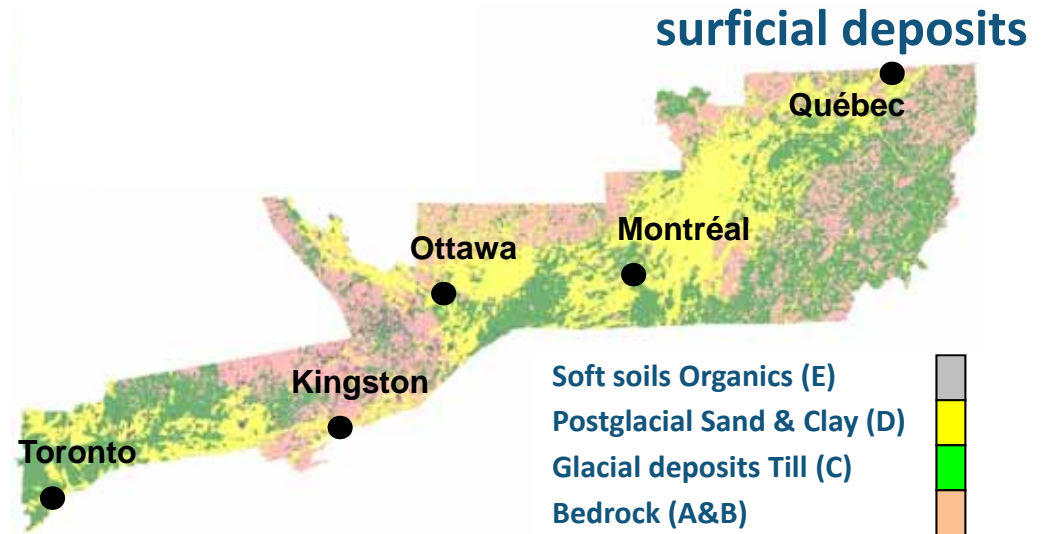 surficial deposits
Québec
Montréal
Ottawa
Kingston
Toronto
Soft soils Organics (E)
Postglacial Sand & Clay (D)
Glacial deposits Till (C)
Bedrock (A&B)